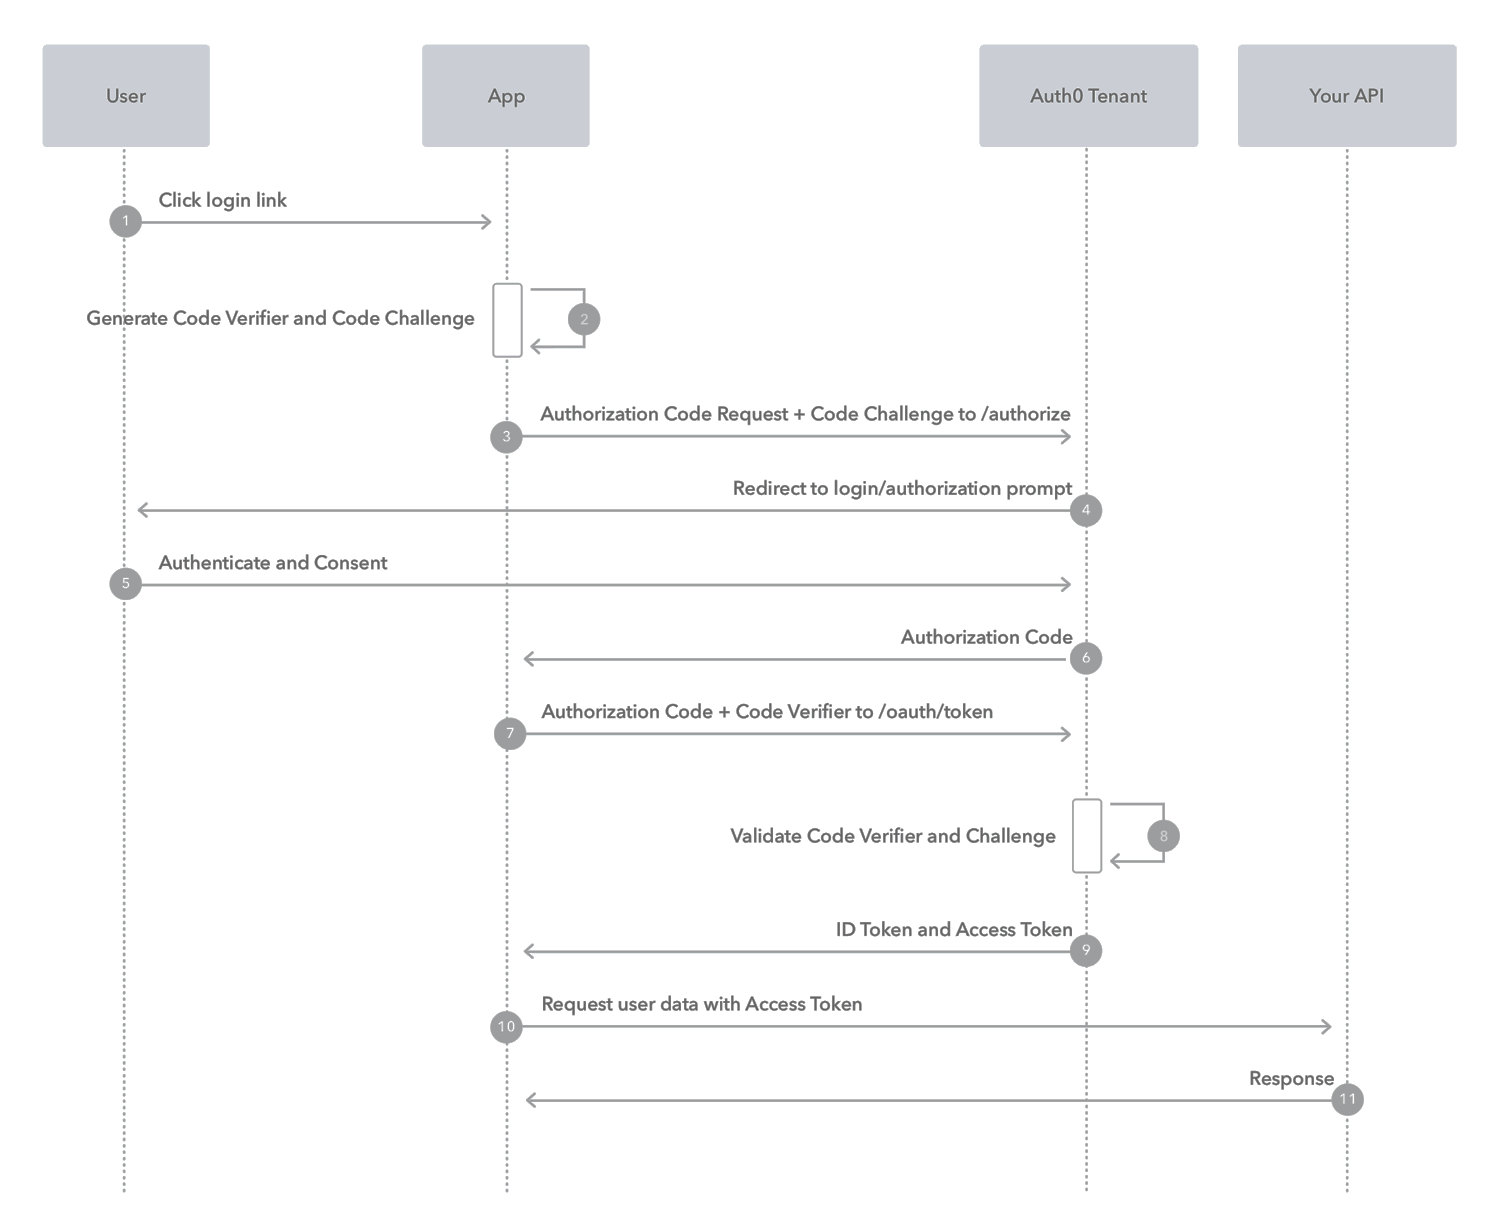 User
App
Auth0 Tenant
Your API
Click login link
1
Generate Code Verifier and Code Challenge
2
Authorization Code Request + Code Challenge to /authorize
3
Redirect to login/authorization prompt
4
Authenticate and Consent
5
Authorization Code
6
Authorization Code + Code Verifier to /oauth/token
7
Validate Code Verifier and Challenge
8
ID Token and Access Token
9
Request user data with Access Token
10
Response
11